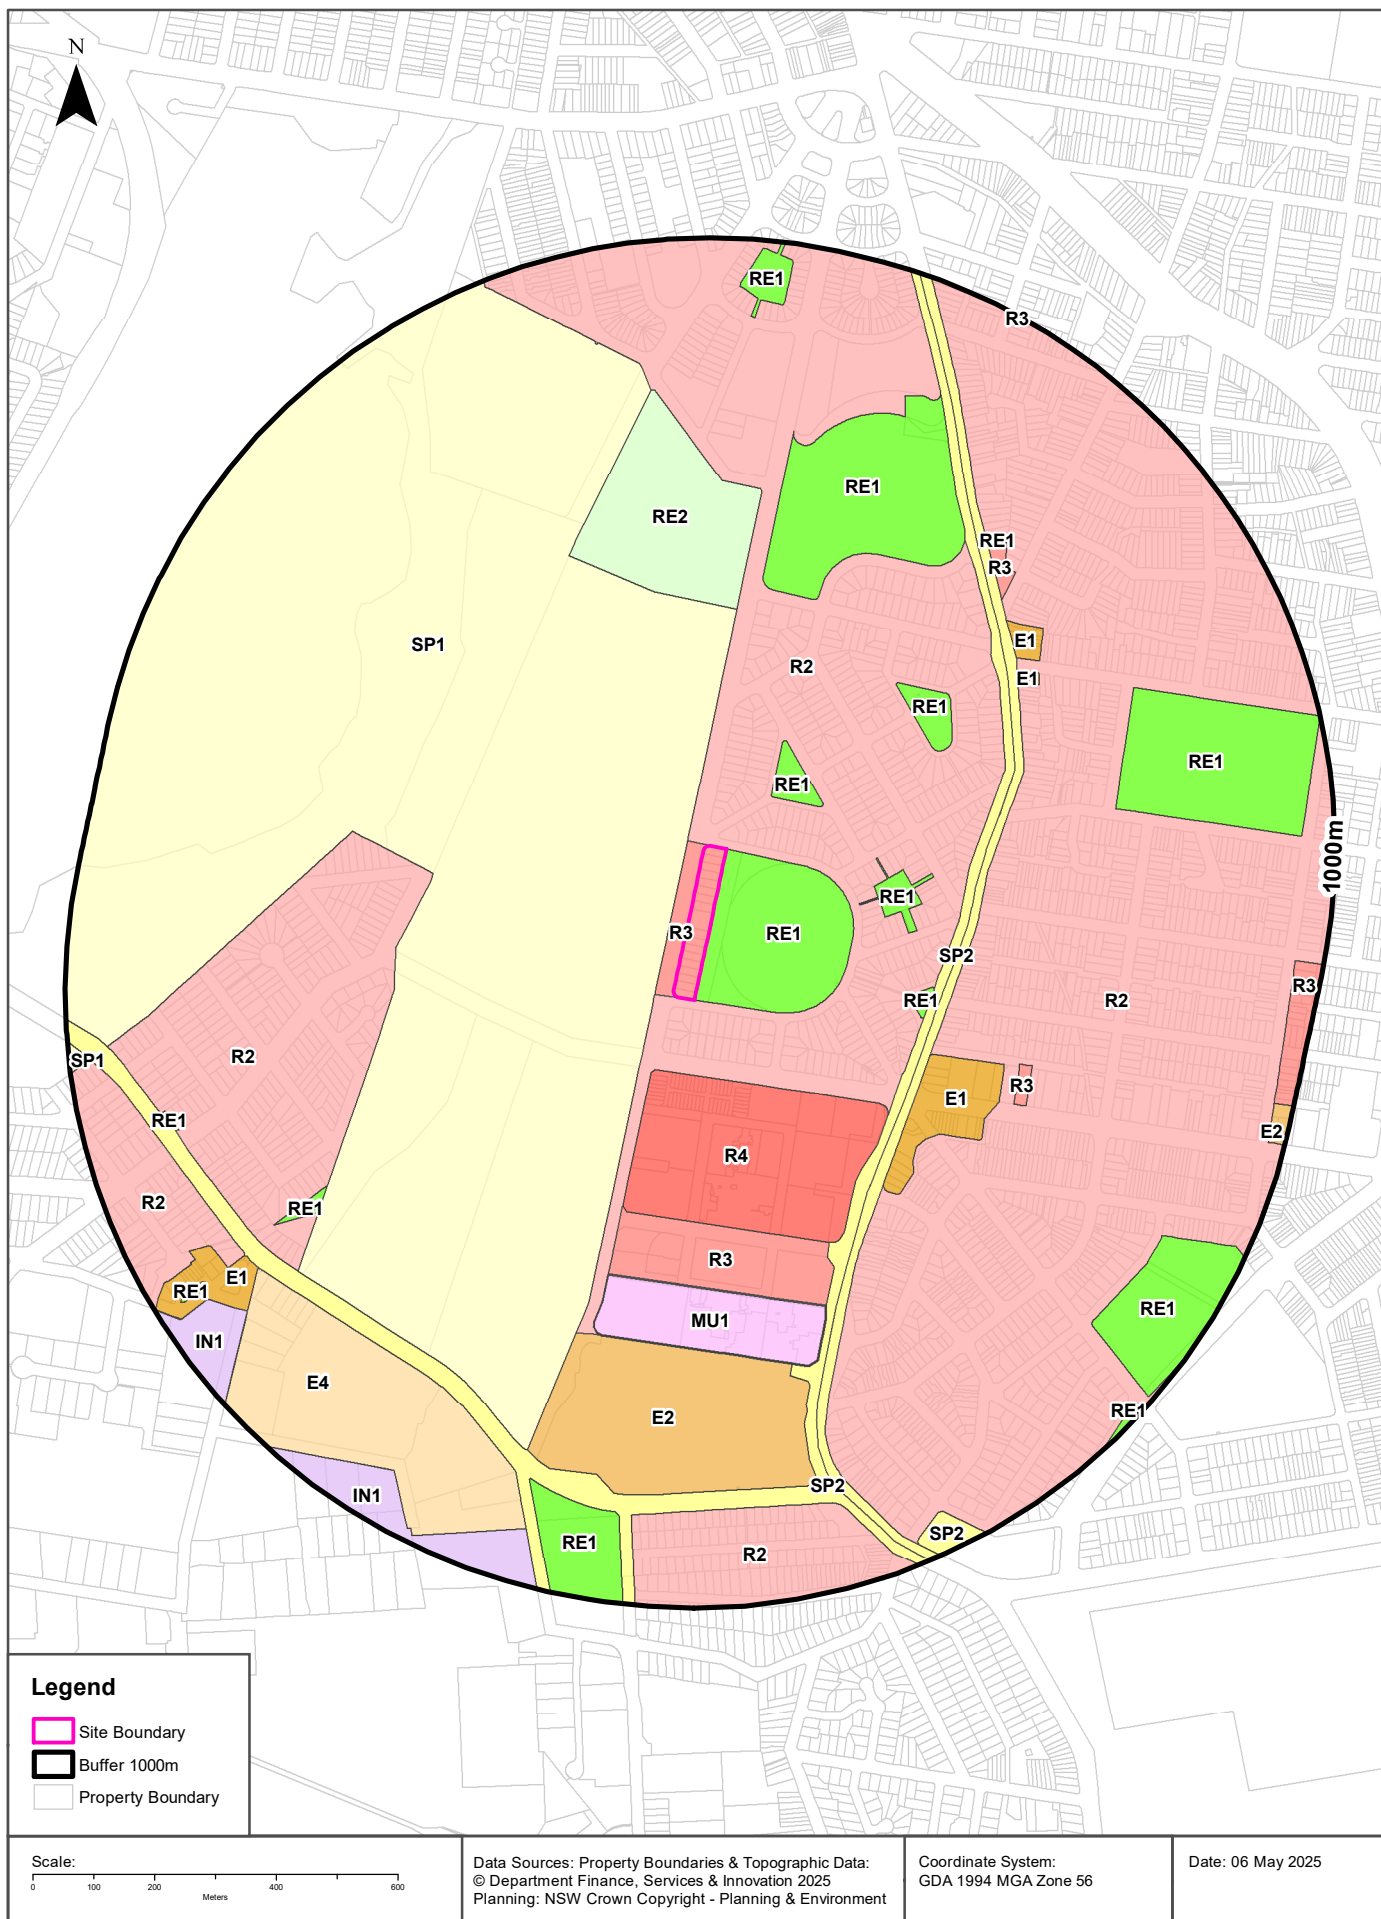 N
RE1
R3
RE1
RE2
RE1
R3
SP1
E1
R2
E1
RE1
RE1
RE1
RE1
R3
RE1
SP2
R3
RE1
R2
1000m
R2
SP1
R3
E1
RE1
E2
R4
R2
RE1
R3
E1
RE1
RE1
MU1
IN1
E4
RE1
E2
SP2
IN1
SP2
RE1
R2
Legend
Site Boundary
Buffer 1000m
Property Boundary
Scale:
0 100 200 400 600
Meters
Data Sources: Property Boundaries & Topographic Data:
© Department Finance, Services & Innovation 2025
Planning: NSW Crown Copyright - Planning & Environment
Coordinate System:
GDA 1994 MGA Zone 56
Date: 06 May 2025